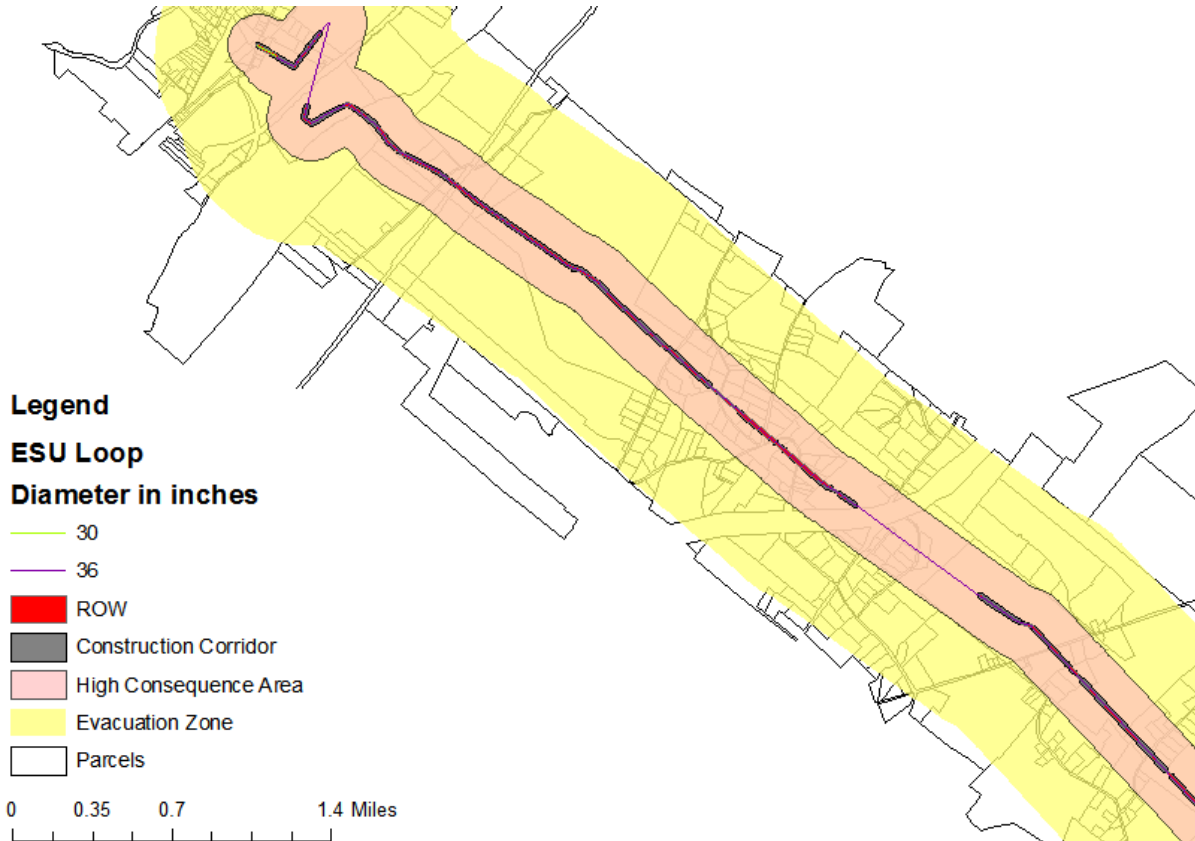 Legend
ESU Loop
Diameter in inches
30
36
ROW
Construction Corridor
High Consequence Area
Evacuation Zone
Parcels
0 0.35 0.7 1.4 Miles